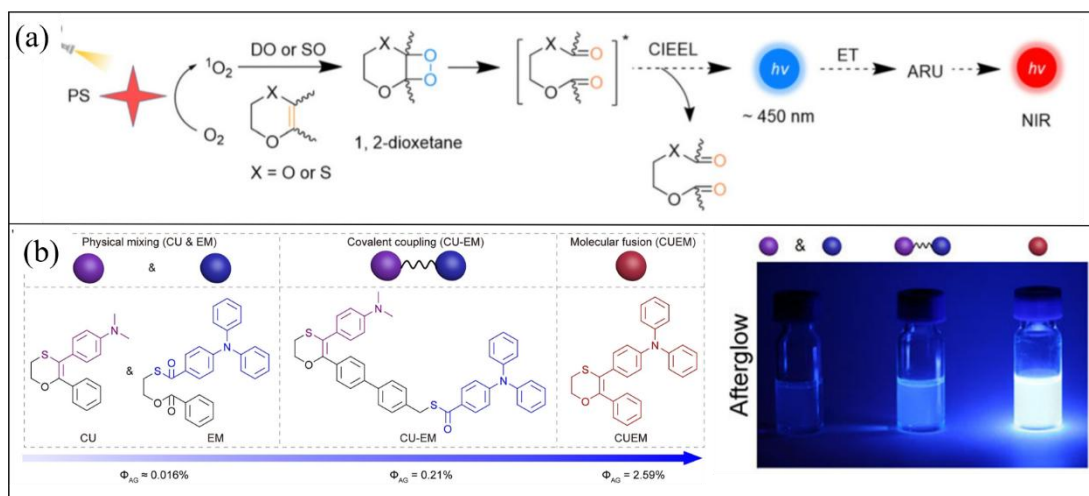 (a)
PS
¹O₂
O₂
DO or SO
X
O
X = O or S
X
O
O
O
1, 2-dioxetane
X
O
O
O
*
CIEEL
X
O
O
O
hv
~ 450 nm
ET
ARU
hv
NIR
(b)
Physical mixing (CU & EM)
Covalent coupling (CU-EM)
Molecular fusion (CUEM)
&
S
N
O
CU
&
O
S
N
O
O
EM
S
N
O
S
O
N
CU-EM
S
O
N
CUEM
Φ_AG ≈ 0.016%
Φ_AG = 0.21%
Φ_AG = 2.59%
&
Afterglow